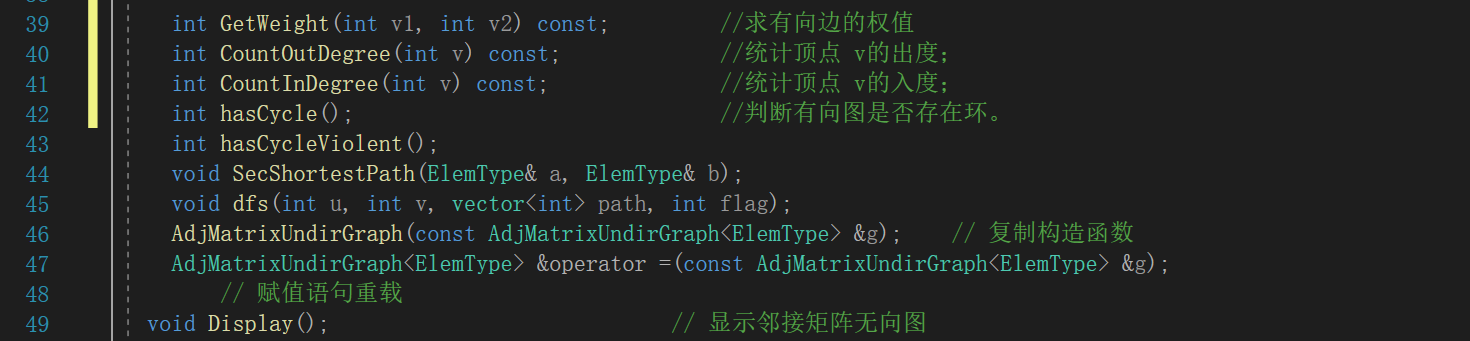 39 int GetWeight(int v1, int v2) const; //求有向边的权值
40 int CountOutDegree(int v) const; //统计顶点 v的出度;
41 int CountInDegree(int v) const; //统计顶点 v的入度;
42 int hasCycle(); //判断有向图是否存在环。
43 int hasCycleViolent();
44 void SecShortestPath(ElemType& a, ElemType& b);
45 void dfs(int u, int v, vector<int> path, int flag);
46 AdjMatrixUndirGraph(const AdjMatrixUndirGraph<ElemType> &g); // 复制构造函数
47 AdjMatrixUndirGraph<ElemType> &operator =(const AdjMatrixUndirGraph<ElemType> &g);
48 // 赋值语句重载
49 void Display(); // 显示邻接矩阵无向图